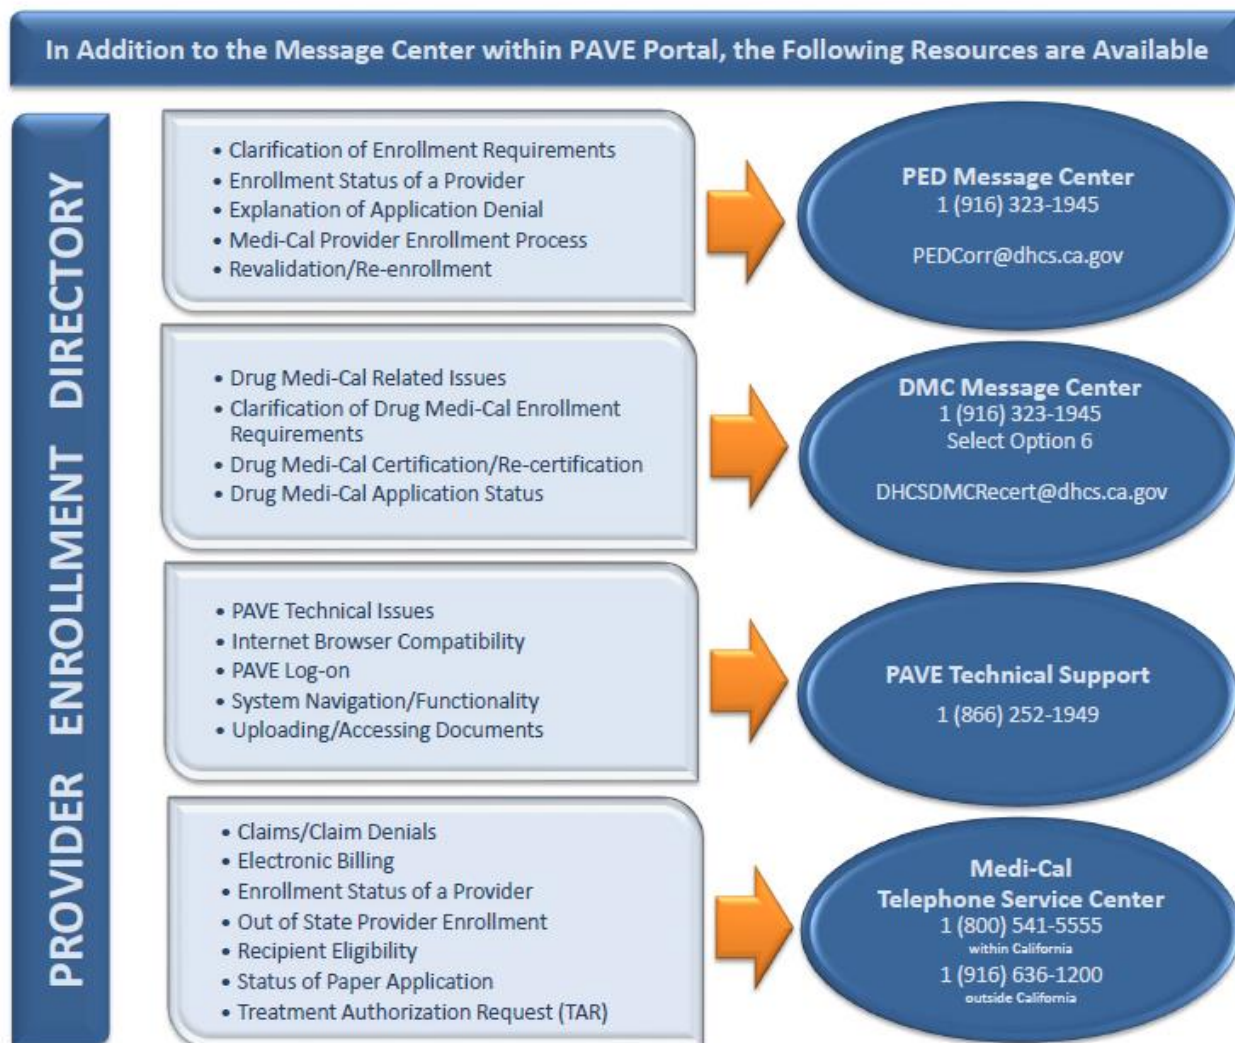 In Addition to the Message Center within PAVE Portal, the Following Resources are Available
PROVIDER ENROLLMENT DIRECTORY
• Clarification of Enrollment Requirements
• Enrollment Status of a Provider
• Explanation of Application Denial
• Medi-Cal Provider Enrollment Process
• Revalidation/Re-enrollment
PED Message Center
1 (916) 323-1945
PEDCorr@dhcs.ca.gov
• Drug Medi-Cal Related Issues
• Clarification of Drug Medi-Cal Enrollment
Requirements
• Drug Medi-Cal Certification/Re-certification
• Drug Medi-Cal Application Status
DMC Message Center
1 (916) 323-1945
Select Option 6
DHCSDMCRecert@dhcs.ca.gov
• PAVE Technical Issues
• Internet Browser Compatibility
• PAVE Log-on
• System Navigation/Functionality
• Uploading/Accessing Documents
PAVE Technical Support
1 (866) 252-1949
• Claims/Claim Denials
• Electronic Billing
• Enrollment Status of a Provider
• Out of State Provider Enrollment
• Recipient Eligibility
• Status of Paper Application
• Treatment Authorization Request (TAR)
Medi-Cal
Telephone Service Center
1 (800) 541-5555
within California
1 (916) 636-1200
outside California